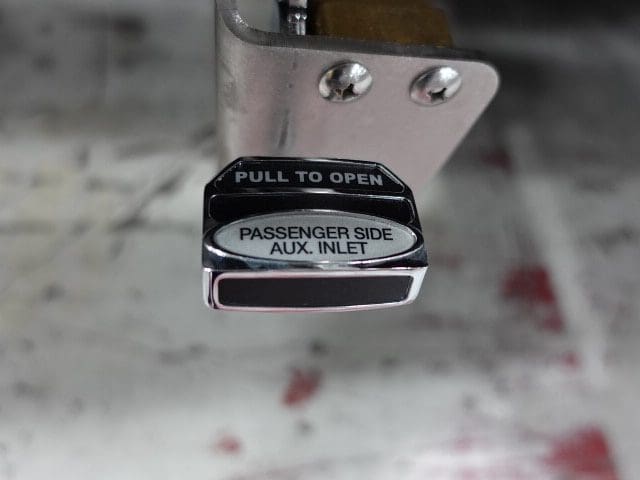 PULL TO OPEN
PASSENGER SIDE
AUX. INLET